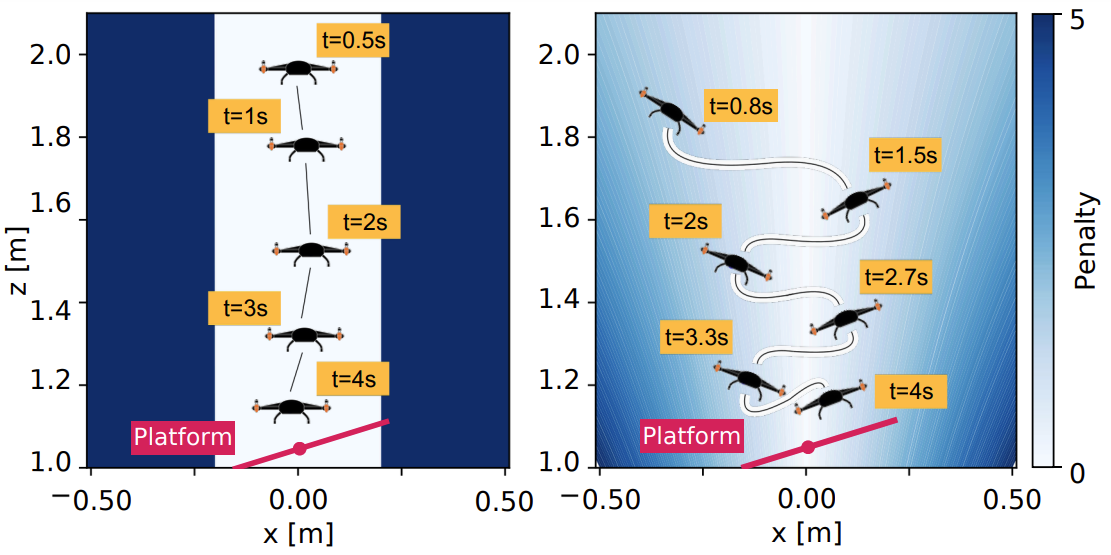 2.0
1.8
1.6
1.4
1.2
1.0
z [m]
t=0.5s
t=1s
t=2s
t=3s
t=4s
Platform
−0.50
0.00
0.50
x [m]
2.0
1.8
1.6
1.4
1.2
1.0
t=0.8s
t=1.5s
t=2s
t=2.7s
t=3.3s
t=4s
Platform
−0.50
0.00
0.50
x [m]
5
Penalty
0